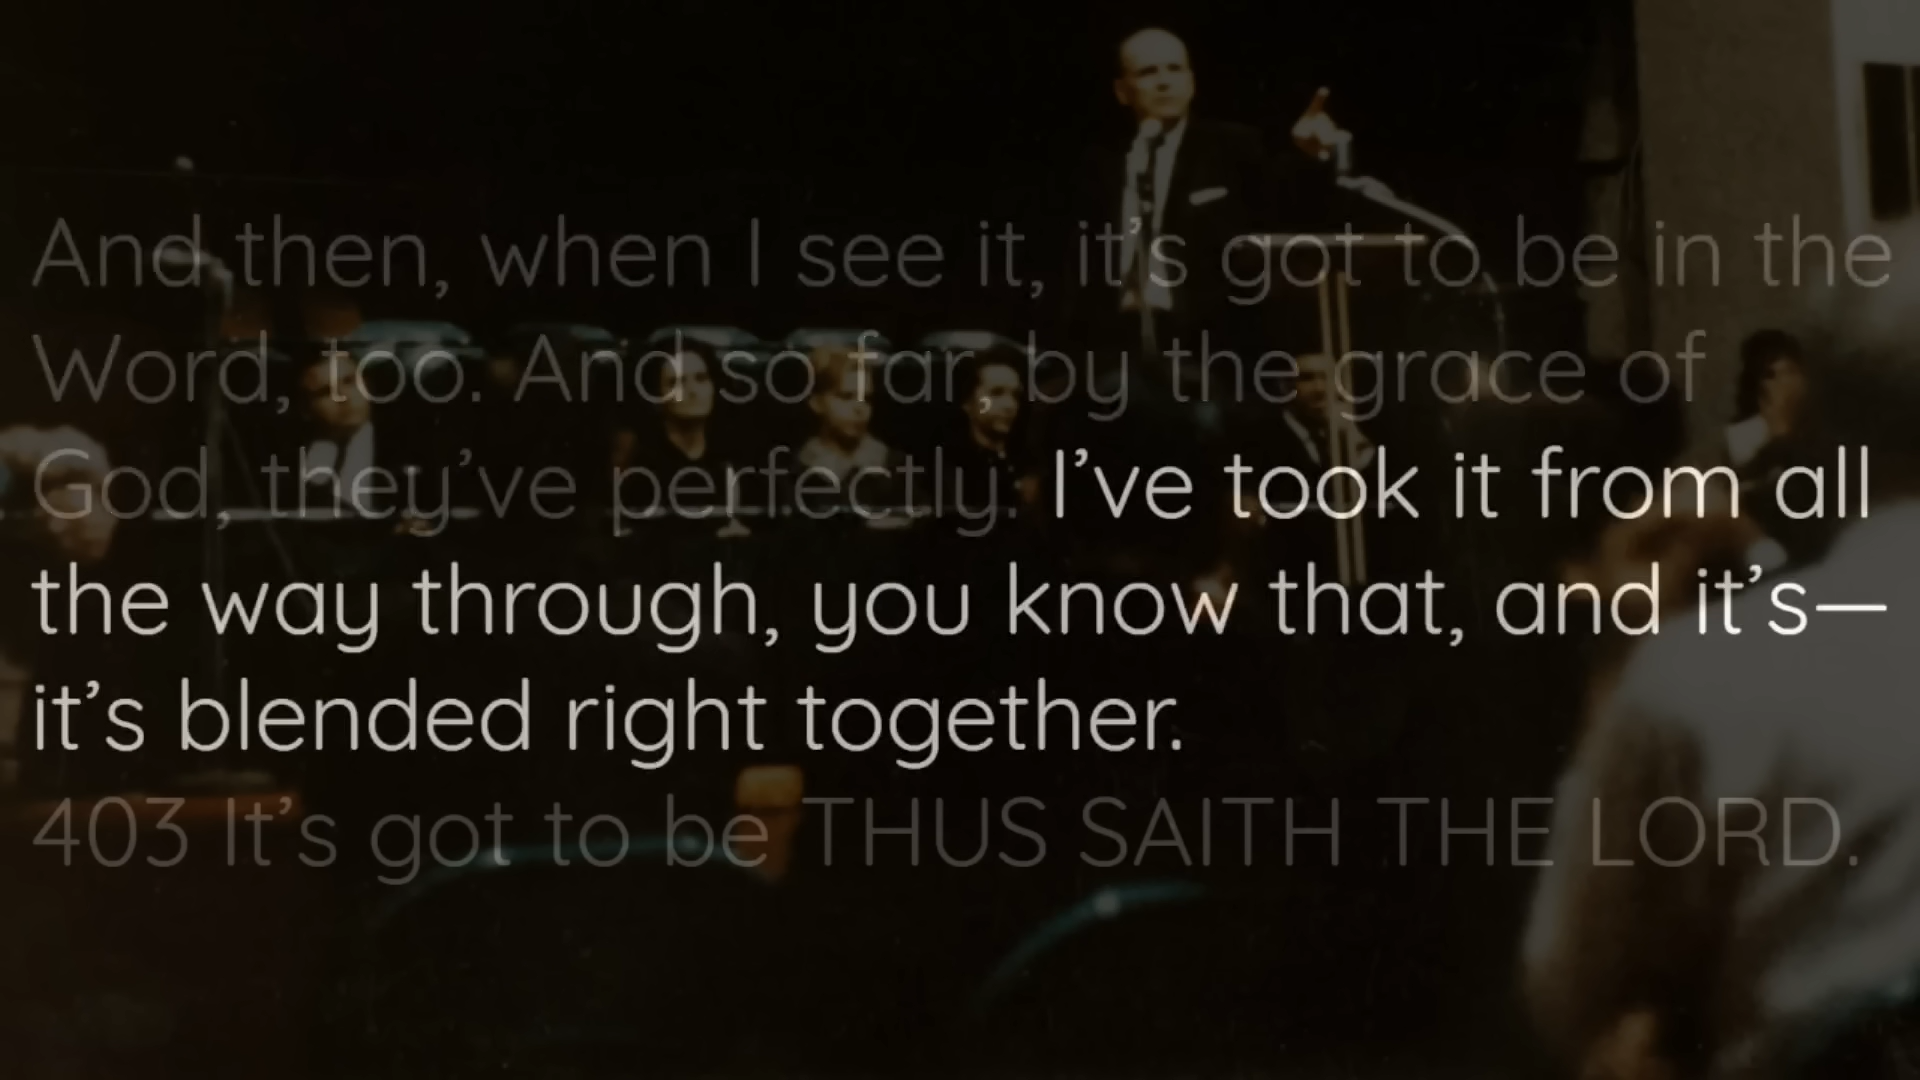 And then, when I see it, it’s got to be in the
Word, too. And so far, by the grace of
God, they’ve perfectly. I’ve took it from all
the way through, you know that, and it’s—
it’s blended right together.
403 It’s got to be THUS SAITH THE LORD.